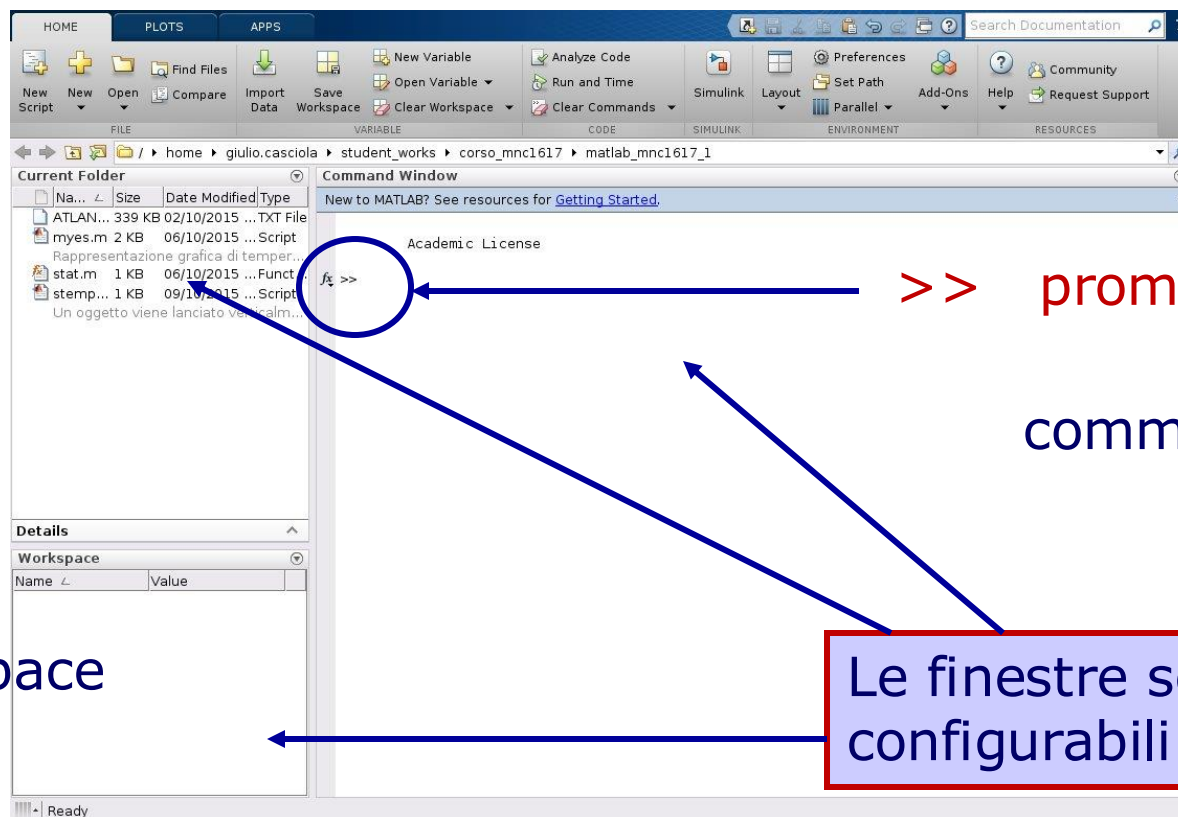 HOME PLOTS APPS
Search Documentation
New Script
New
Open
Find Files
Compare
Import Data
Save Workspace
New Variable
Open Variable
Clear Workspace
Analyze Code
Run and Time
Clear Commands
Simulink
Layout
Preferences
Set Path
Parallel
Add-Ons
Help
Community
Request Support
FILE VARIABLE CODE SIMULINK ENVIRONMENT RESOURCES
/ home giulio.casciola student_works corso_mnc1617 matlab_mnc1617_1
Current Folder
Na... Size Date Modified Type
ATLAN... 339 KB 02/10/2015 ... TXT File
myes.m 2 KB 06/10/2015 ... Script
Rappresentazione grafica di temper...
stat.m 1 KB 06/10/2015 ... Funct...
stemp... 1 KB 09/10/2015 ... Script
Un oggetto viene lanciato verticalm...
Details
Workspace
Name Value
pace
Command Window
New to MATLAB? See resources for Getting Started.
Academic License
fx >>
>> prom
comm
Le finestre s
configurabili
Ready